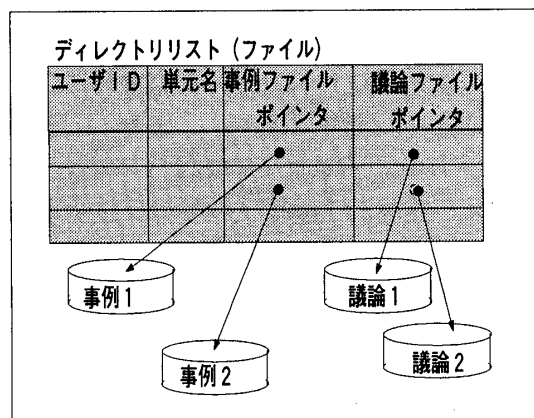 ディレクトリリスト(ファイル)
ユーザID 単元名 事例ファイルポインタ 議論ファイルポインタ
事例1
議論1
事例2
議論2